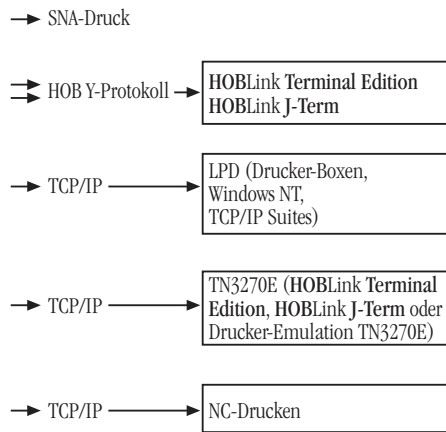 SNA-Druck
HOB Y-Protokoll
HOBLink Terminal Edition
HOBLink J-Term
TCP/IP
LPD (Drucker-Boxen,
Windows NT,
TCP/IP Suites)
TCP/IP
TN3270E (HOBLink Terminal
Edition, HOBLink J-Term oder
Drucker-Emulation TN3270E)
TCP/IP
NC-Drucken